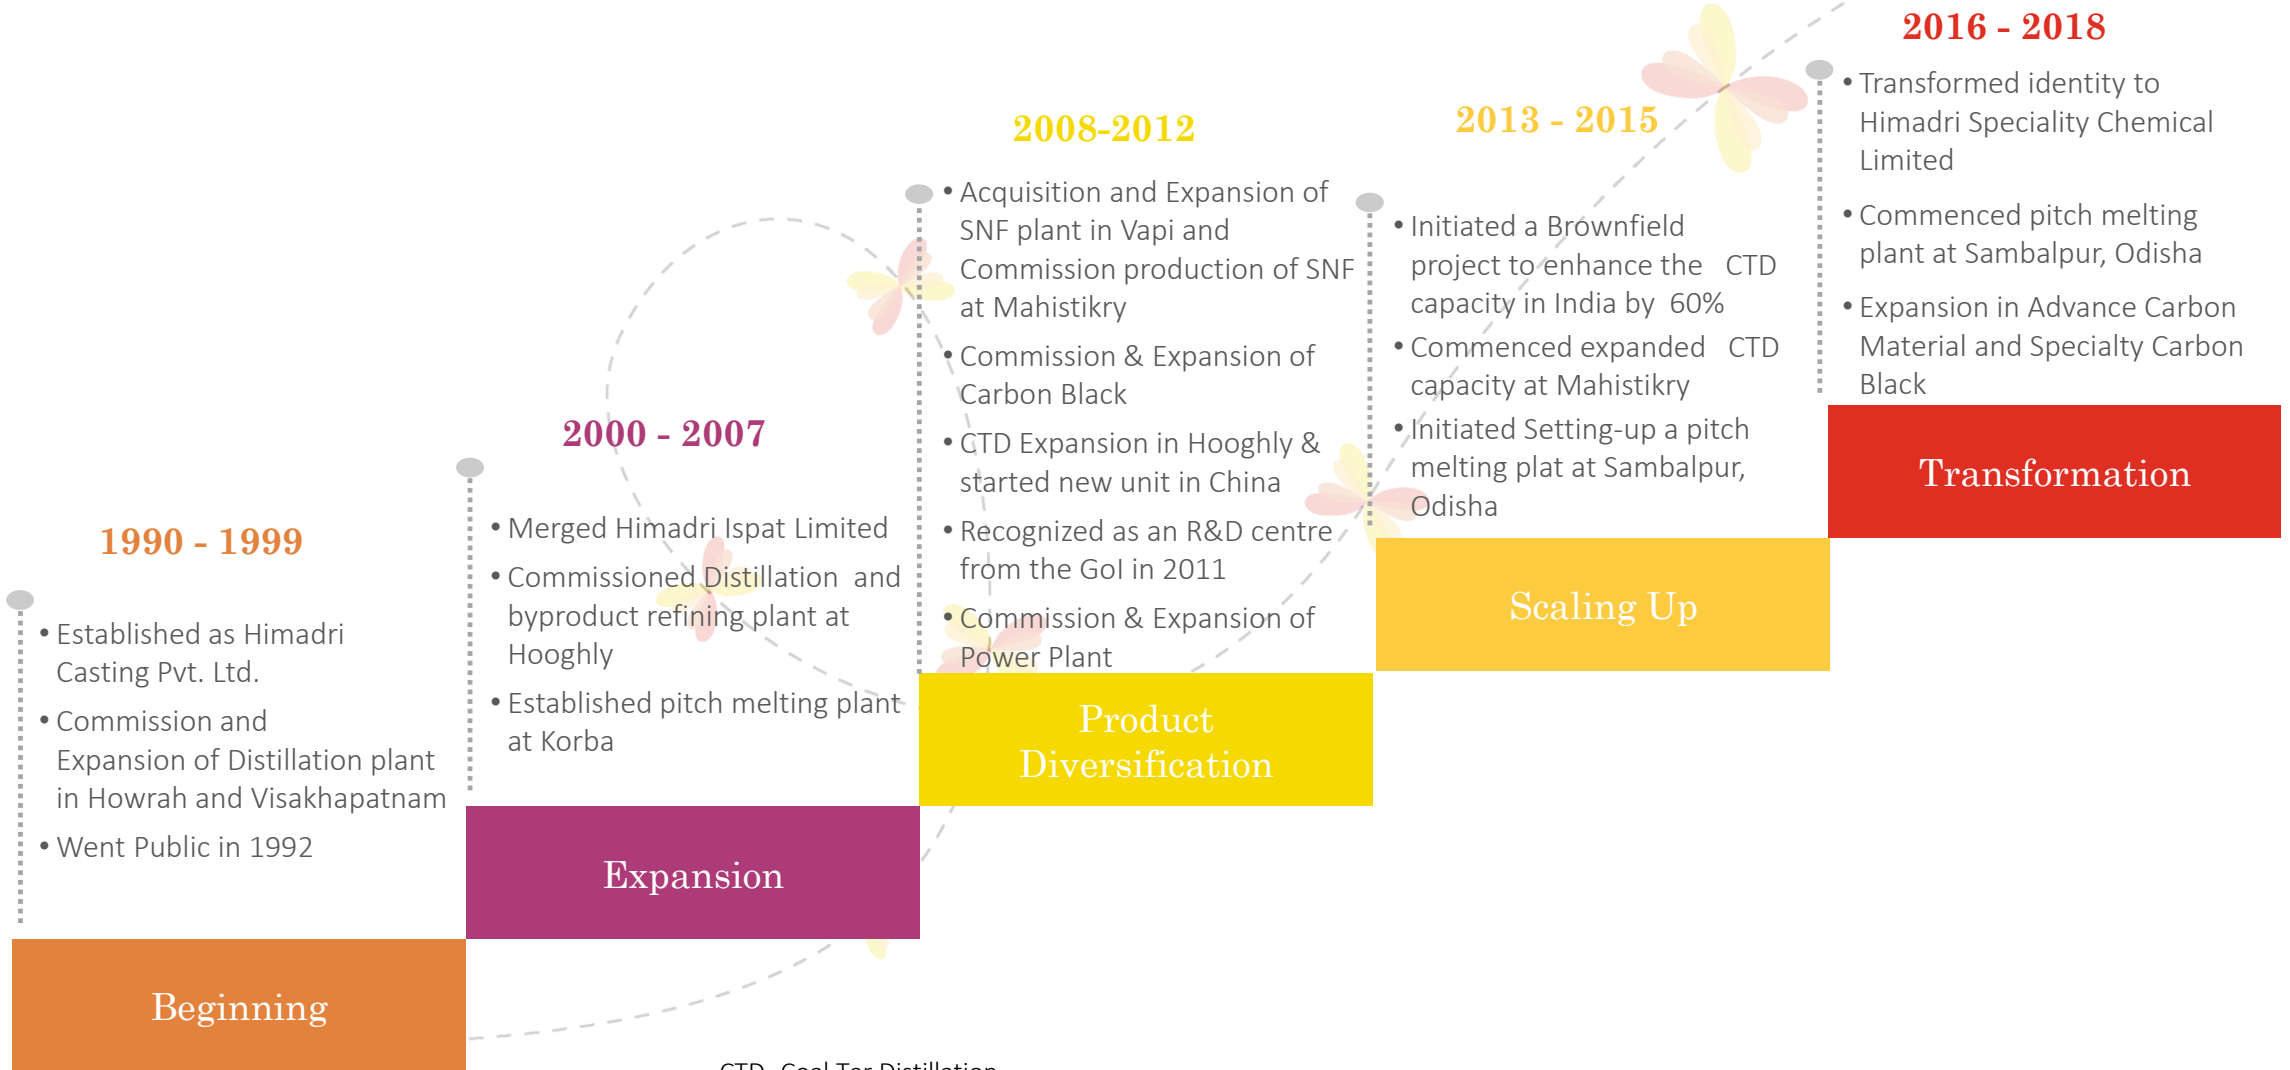 1990 - 1999
• Established as Himadri
Casting Pvt. Ltd.
• Commission and
Expansion of Distillation plant
in Howrah and Visakhapatnam
• Went Public in 1992
Beginning
2000 - 2007
• Merged Himadri Ispat Limited
• Commissioned Distillation and
byproduct refining plant at
Hooghly
• Established pitch melting plant
at Korba
Expansion
2008-2012
• Acquisition and Expansion of
SNF plant in Vapi and
Commission production of SNF
at Mahistikry
• Commission & Expansion of
Carbon Black
• CTD Expansion in Hooghly &
started new unit in China
• Recognized as an R&D centre
from the GoI in 2011
• Commission & Expansion of
Power Plant
Product
Diversification
2013 - 2015
• Initiated a Brownfield
project to enhance the CTD
capacity in India by 60%
• Commenced expanded CTD
capacity at Mahistikry
• Initiated Setting-up a pitch
melting plat at Sambalpur,
Odisha
Scaling Up
2016 - 2018
• Transformed identity to
Himadri Speciality Chemical
Limited
• Commenced pitch melting
plant at Sambalpur, Odisha
• Expansion in Advance Carbon
Material and Specialty Carbon
Black
Transformation
CTD- Coal Tar Distillation